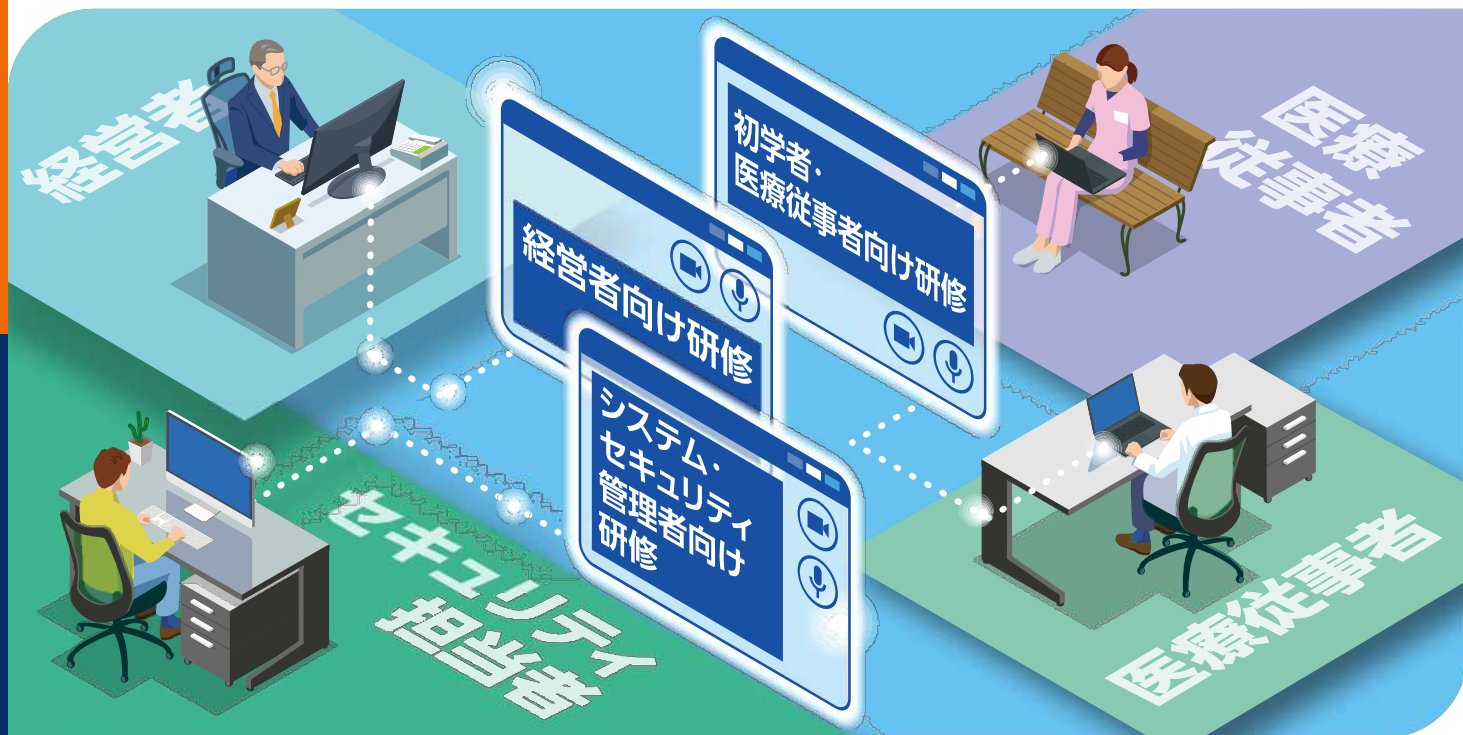 経営者
医療
従事者
初学者・
医療従事者向け研修
経営者向け研修
システム・
セキュリティ
管理者向け
研修
セキュリティ
担当者
医療従事者